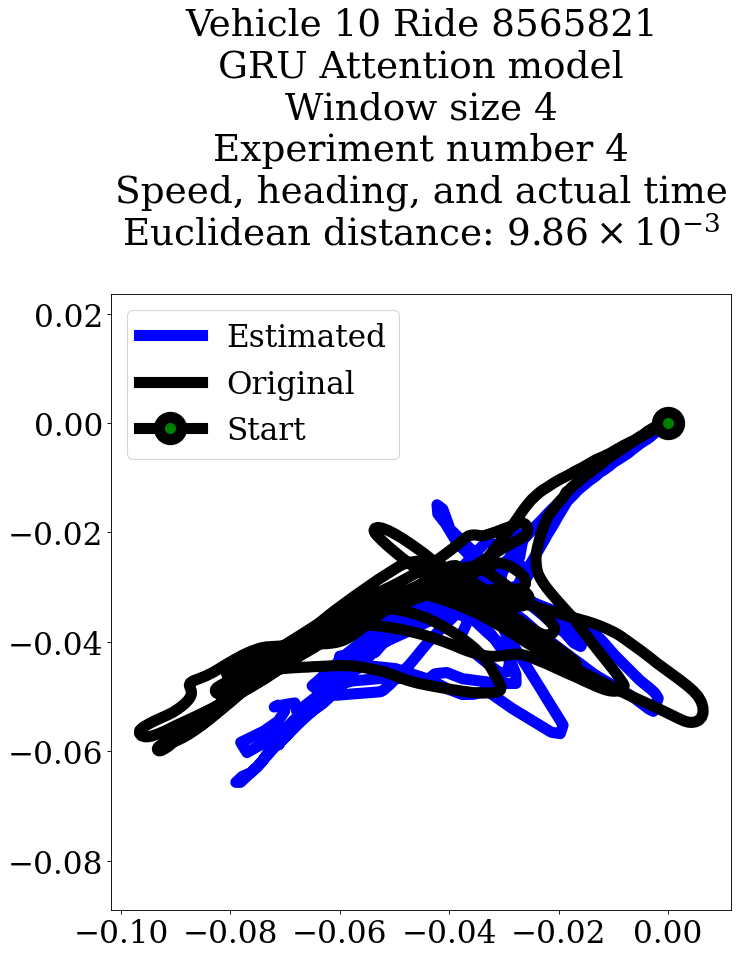 Vehicle 10 Ride 8565821
GRU Attention model
Window size 4
Experiment number 4
Speed, heading, and actual time
Euclidean distance: 9.86 × 10⁻³
Estimated
Original
Start
0.02
0.00
−0.02
−0.04
−0.06
−0.08
−0.10 −0.08 −0.06 −0.04 −0.02 0.00